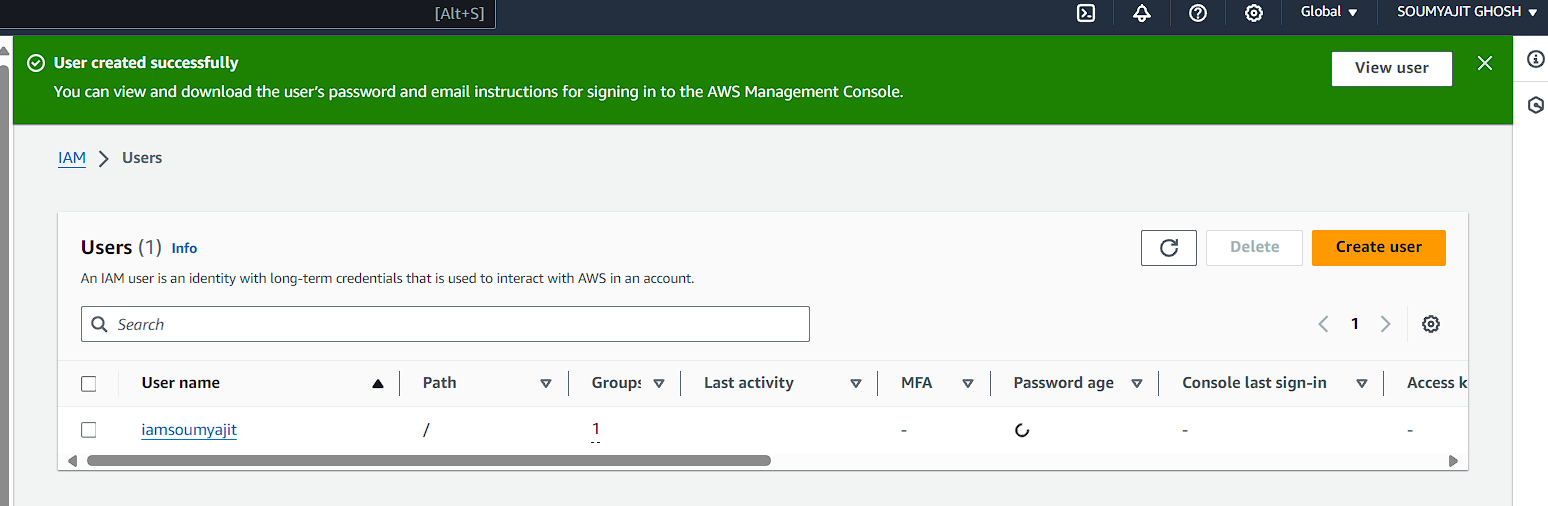 [Alt+S] Global SOUMYAJIT GHOSH
User created successfully
View user
You can view and download the user's password and email instructions for signing in to the AWS Management Console.
IAM Users
Users (1) Info
Delete Create user
An IAM user is an identity with long-term credentials that is used to interact with AWS in an account.
Search
1
User name Path Groups Last activity MFA Password age Console last sign-in Access k
iamsoumyajit / 1 - - -